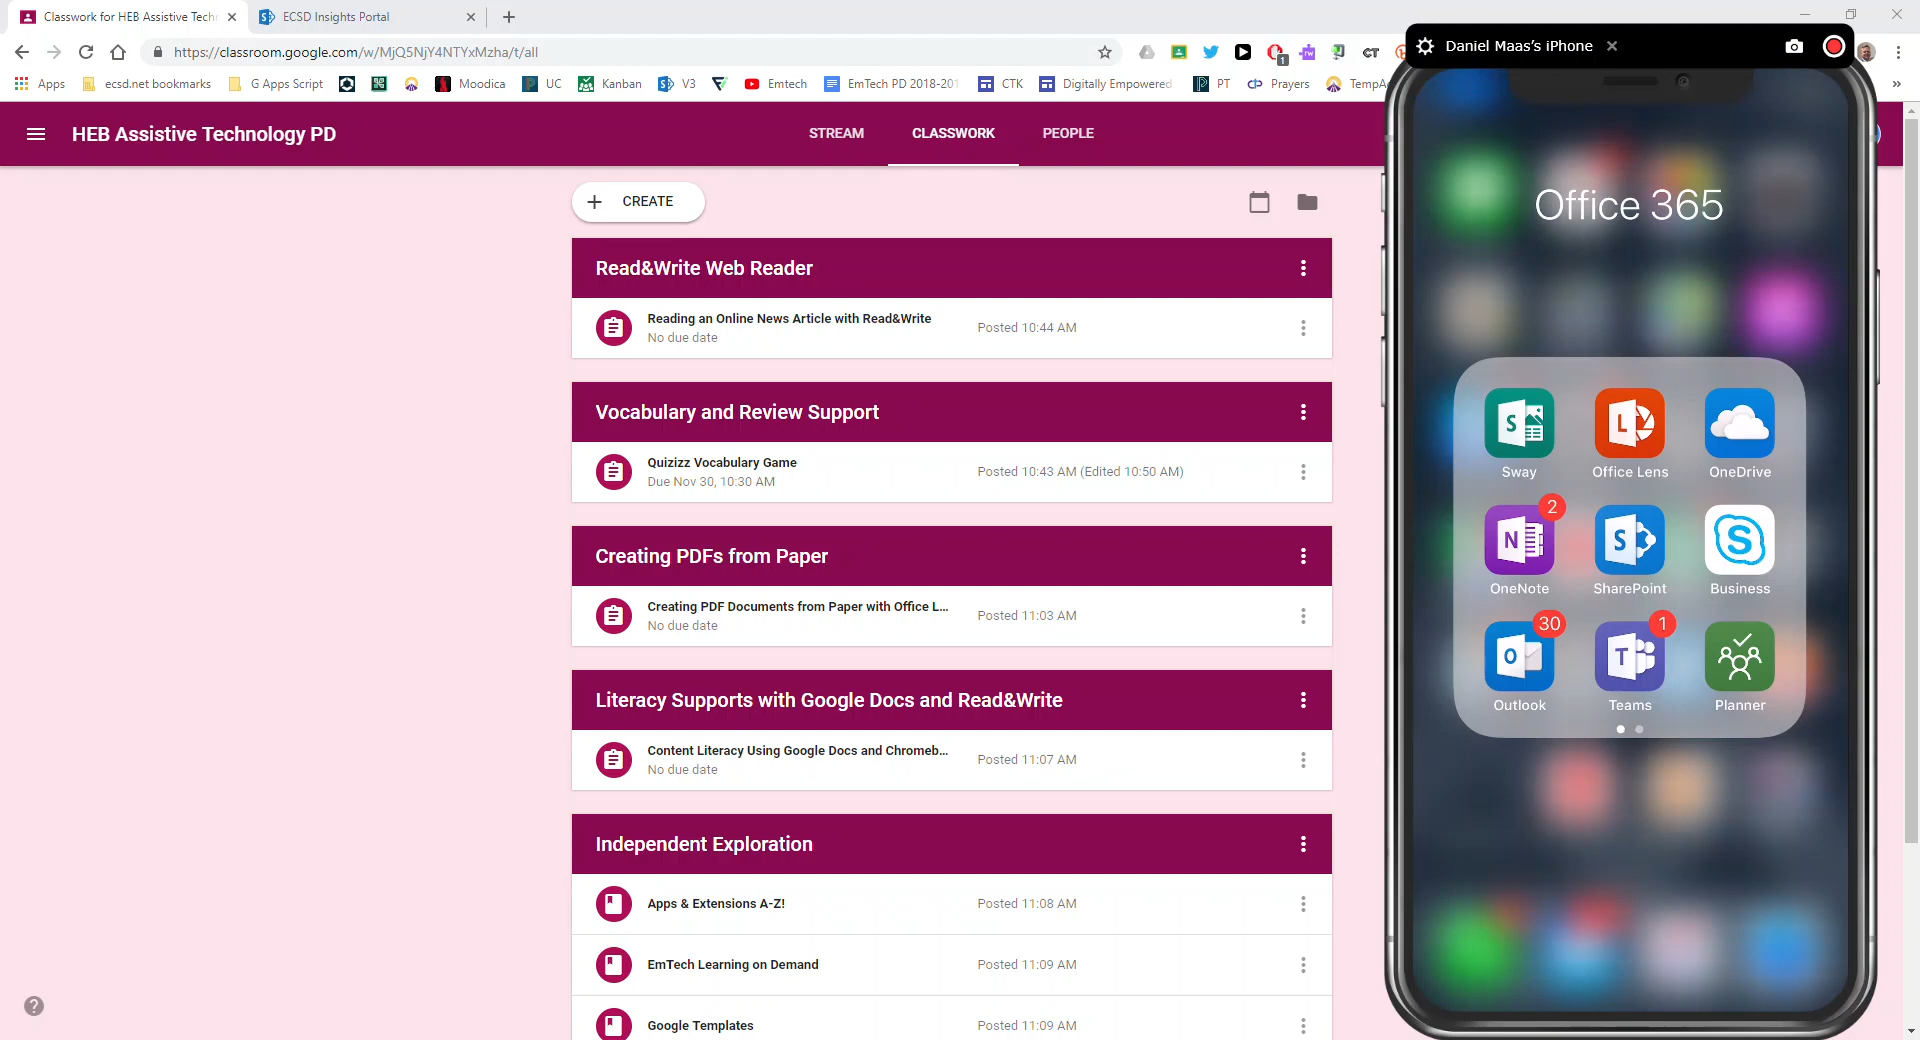 Classwork for HEB Assistive Techn
ECSD Insights Portal
https://classroom.google.com/w/MjQ5NjY4NTYxMzha/t/all
1
rw
CT
Daniel Maas's iPhone
Apps
ecsd.net bookmarks
G Apps Script
Moodica
UC
Kanban
V3
Emtech
EmTech PD 2018-201
CTK
Digitally Empowered
PT
Prayers
TempA
HEB Assistive Technology PD
STREAM
CLASSWORK
PEOPLE
CREATE
Read&Write Web Reader
Reading an Online News Article with Read&Write
Posted 10:44 AM
No due date
Vocabulary and Review Support
Quizizz Vocabulary Game
Posted 10:43 AM (Edited 10:50 AM)
Due Nov 30, 10:30 AM
Creating PDFs from Paper
Creating PDF Documents from Paper with Office L...
Posted 11:03 AM
No due date
Literacy Supports with Google Docs and Read&Write
Content Literacy Using Google Docs and Chromeb...
Posted 11:07 AM
No due date
Independent Exploration
Apps & Extensions A-Z!
Posted 11:08 AM
EmTech Learning on Demand
Posted 11:09 AM
Google Templates
Posted 11:09 AM
Office 365
S
L
Sway
Office Lens
OneDrive
2
N
S
S
OneNote
SharePoint
Business
30
1
O
T
Outlook
Teams
Planner